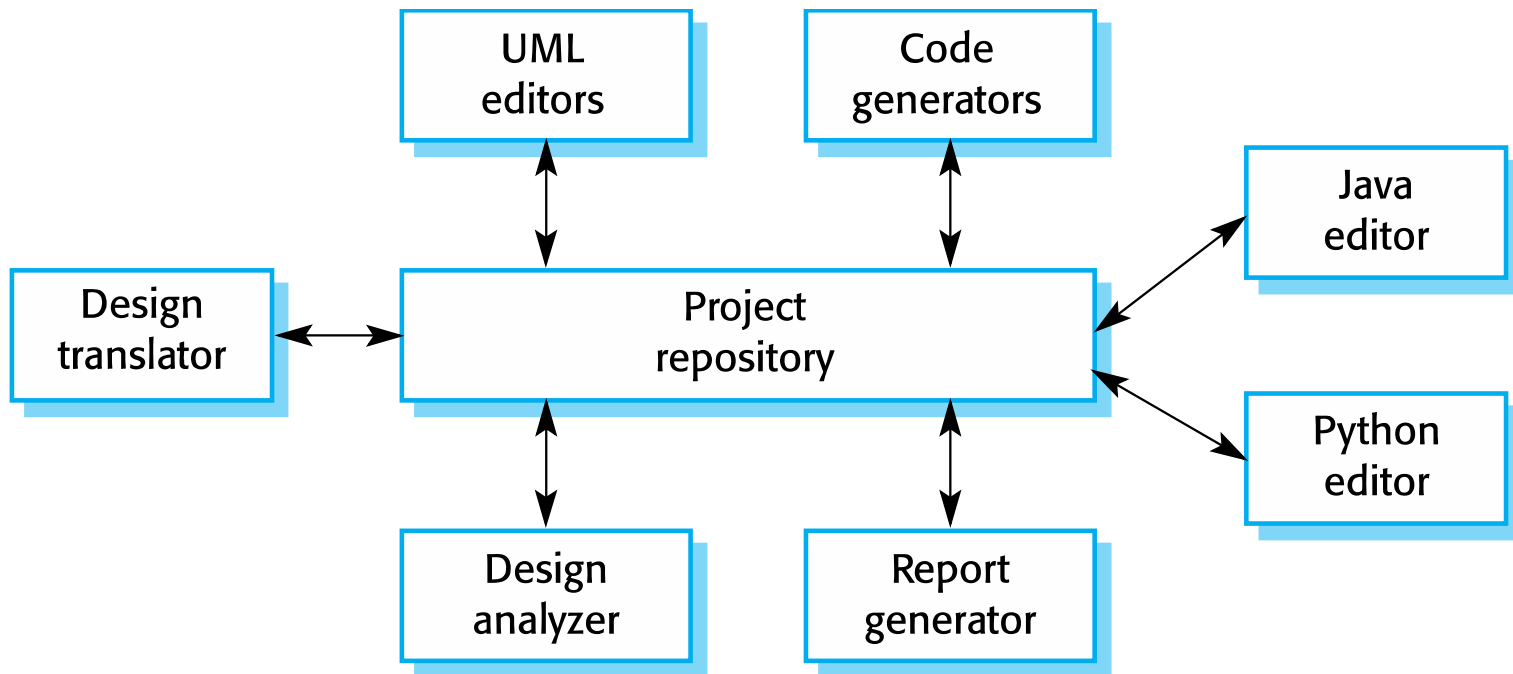 UML
editors
Code
generators
Java
editor
Design
translator
Project
repository
Python
editor
Design
analyzer
Report
generator